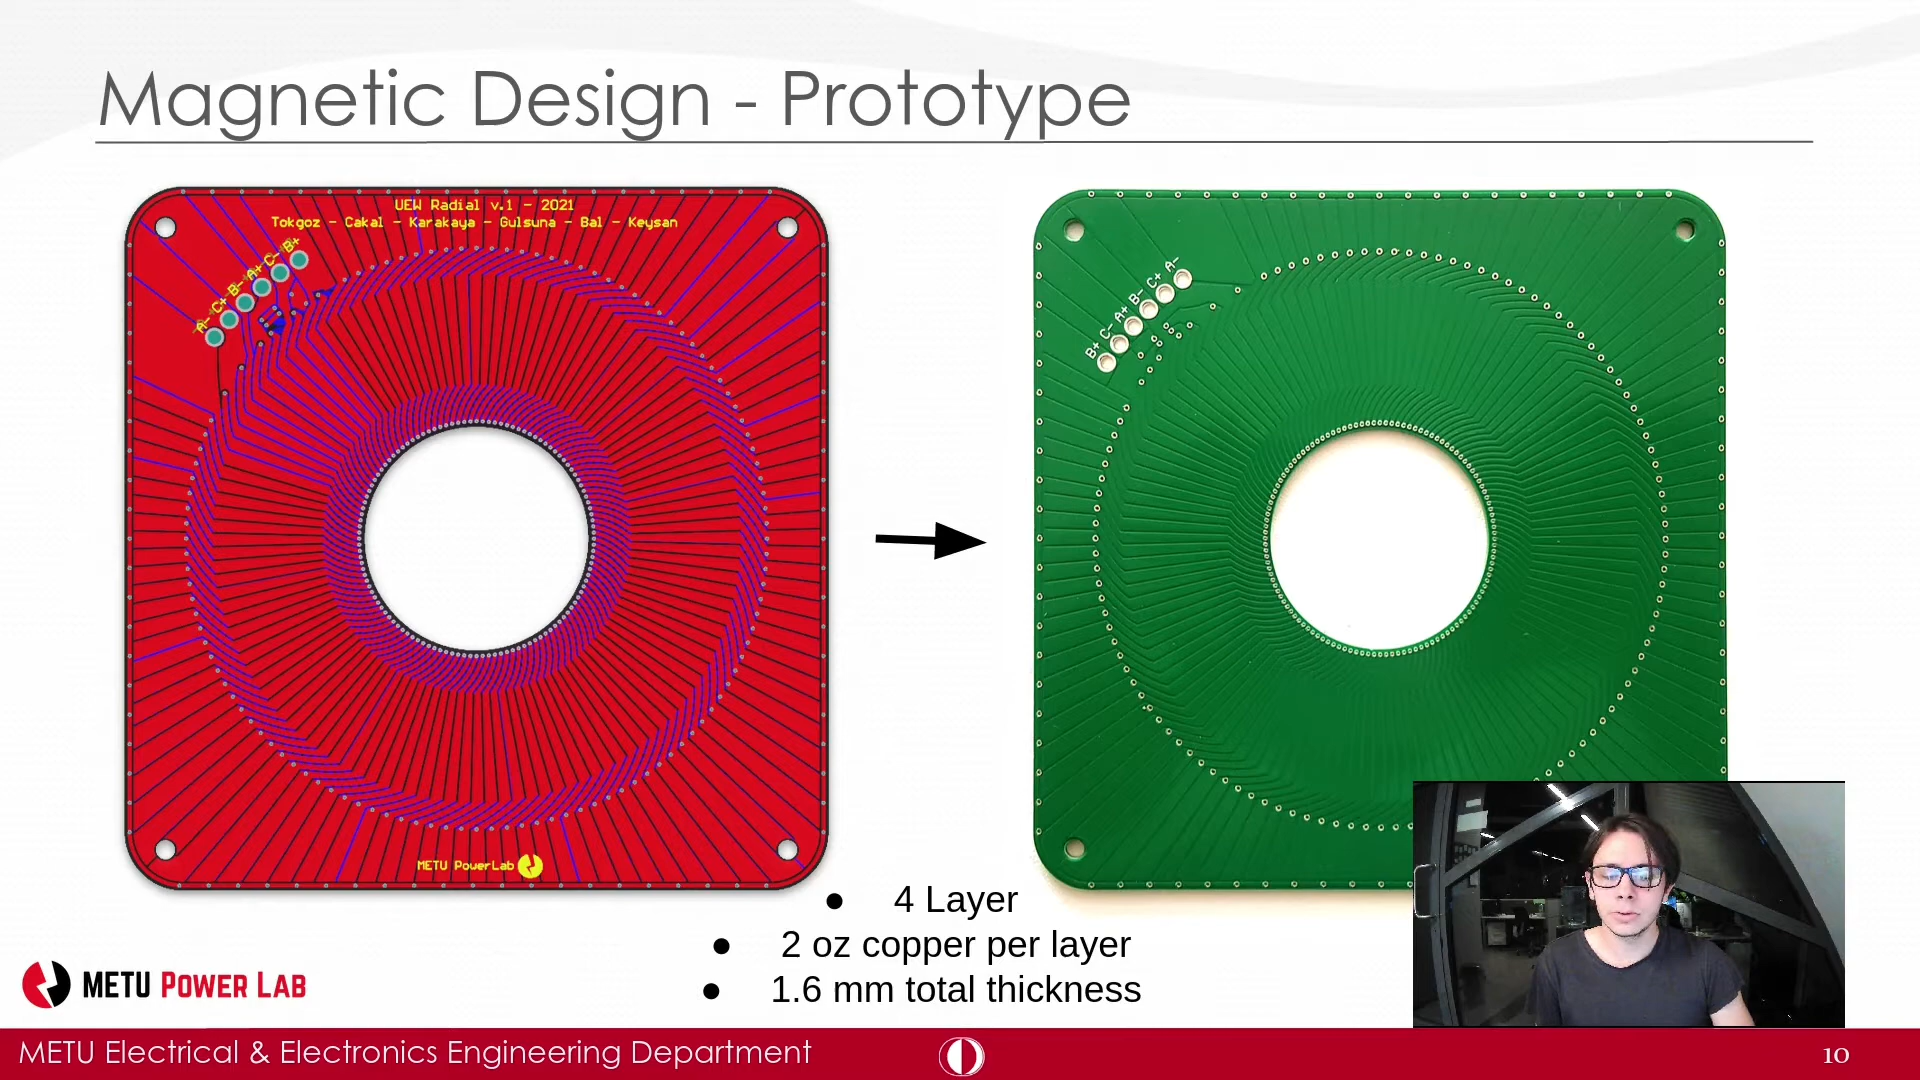 Magnetic Design - Prototype
UEW Radial v.1 - 2021
Tokgoz - Cakal - Karakaya - Gulsuna - Bal - Keysan
A- C+ B- A+ C- B+
B+ C- A+ B- C+ A-
METU PowerLab
● 4 Layer
● 2 oz copper per layer
● 1.6 mm total thickness
METU POWER LAB
METU Electrical & Electronics Engineering Department
10